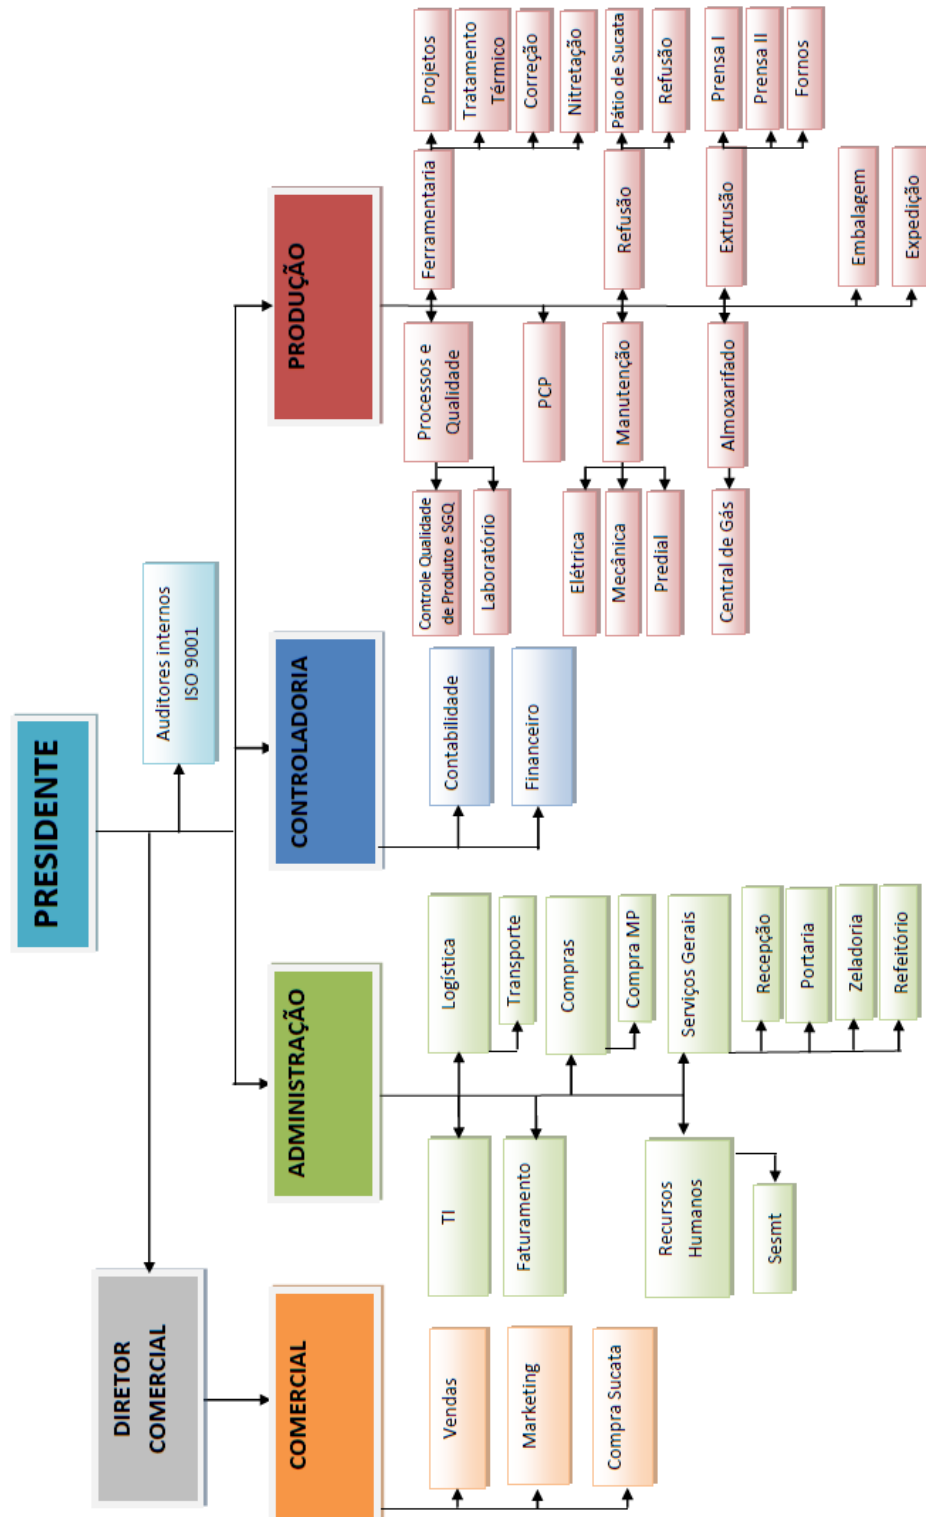 PRESIDENTE
Auditores internos
ISO 9001
DIRETOR
COMERCIAL
COMERCIAL
Vendas
Marketing
Compra Sucata
ADMINISTRAÇÃO
TI
Logística
Transporte
Faturamento
Compras
Compra MP
Recursos
Humanos
Sesmt
Serviços Gerais
Recepção
Portaria
Zeladoria
Refeitório
CONTROLADORIA
Contabilidade
Financeiro
PRODUÇÃO
Processos e
Qualidade
Controle Qualidade
de Produto e SGQ
Laboratório
PCP
Manutenção
Elétrica
Mecânica
Predial
Almoxarifado
Central de Gás
Ferramentaria
Projetos
Tratamento
Térmico
Correção
Nitretação
Refusão
Pátio de Sucata
Refusão
Extrusão
Prensa I
Prensa II
Fornos
Embalagem
Expedição